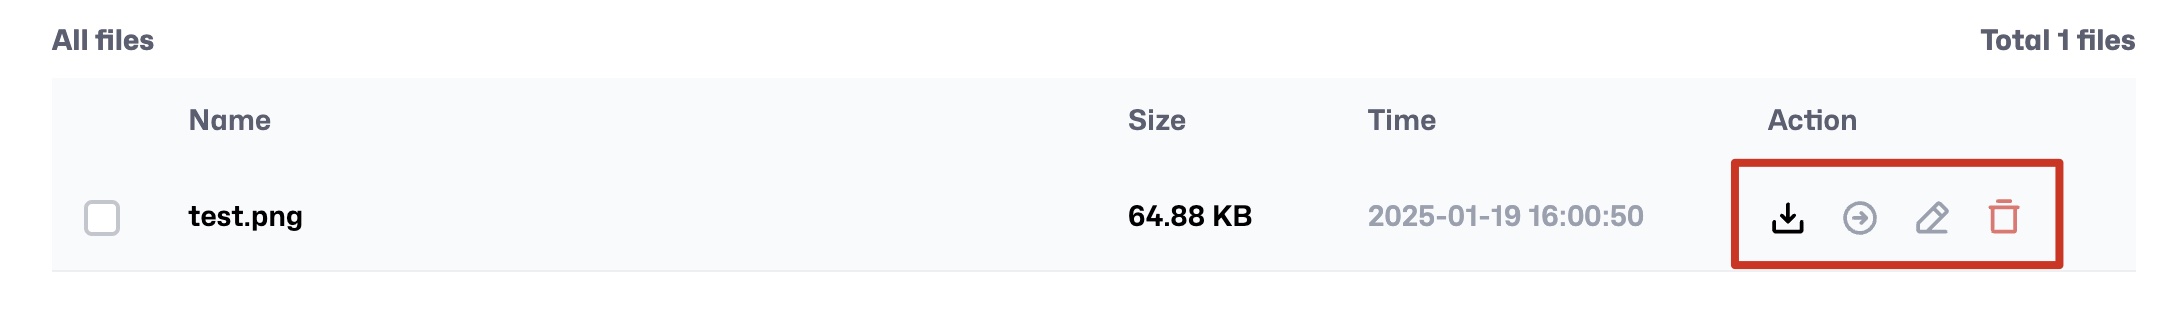 All files Total 1 files
Name Size Time Action
test.png 64.88 KB 2025-01-19 16:00:50